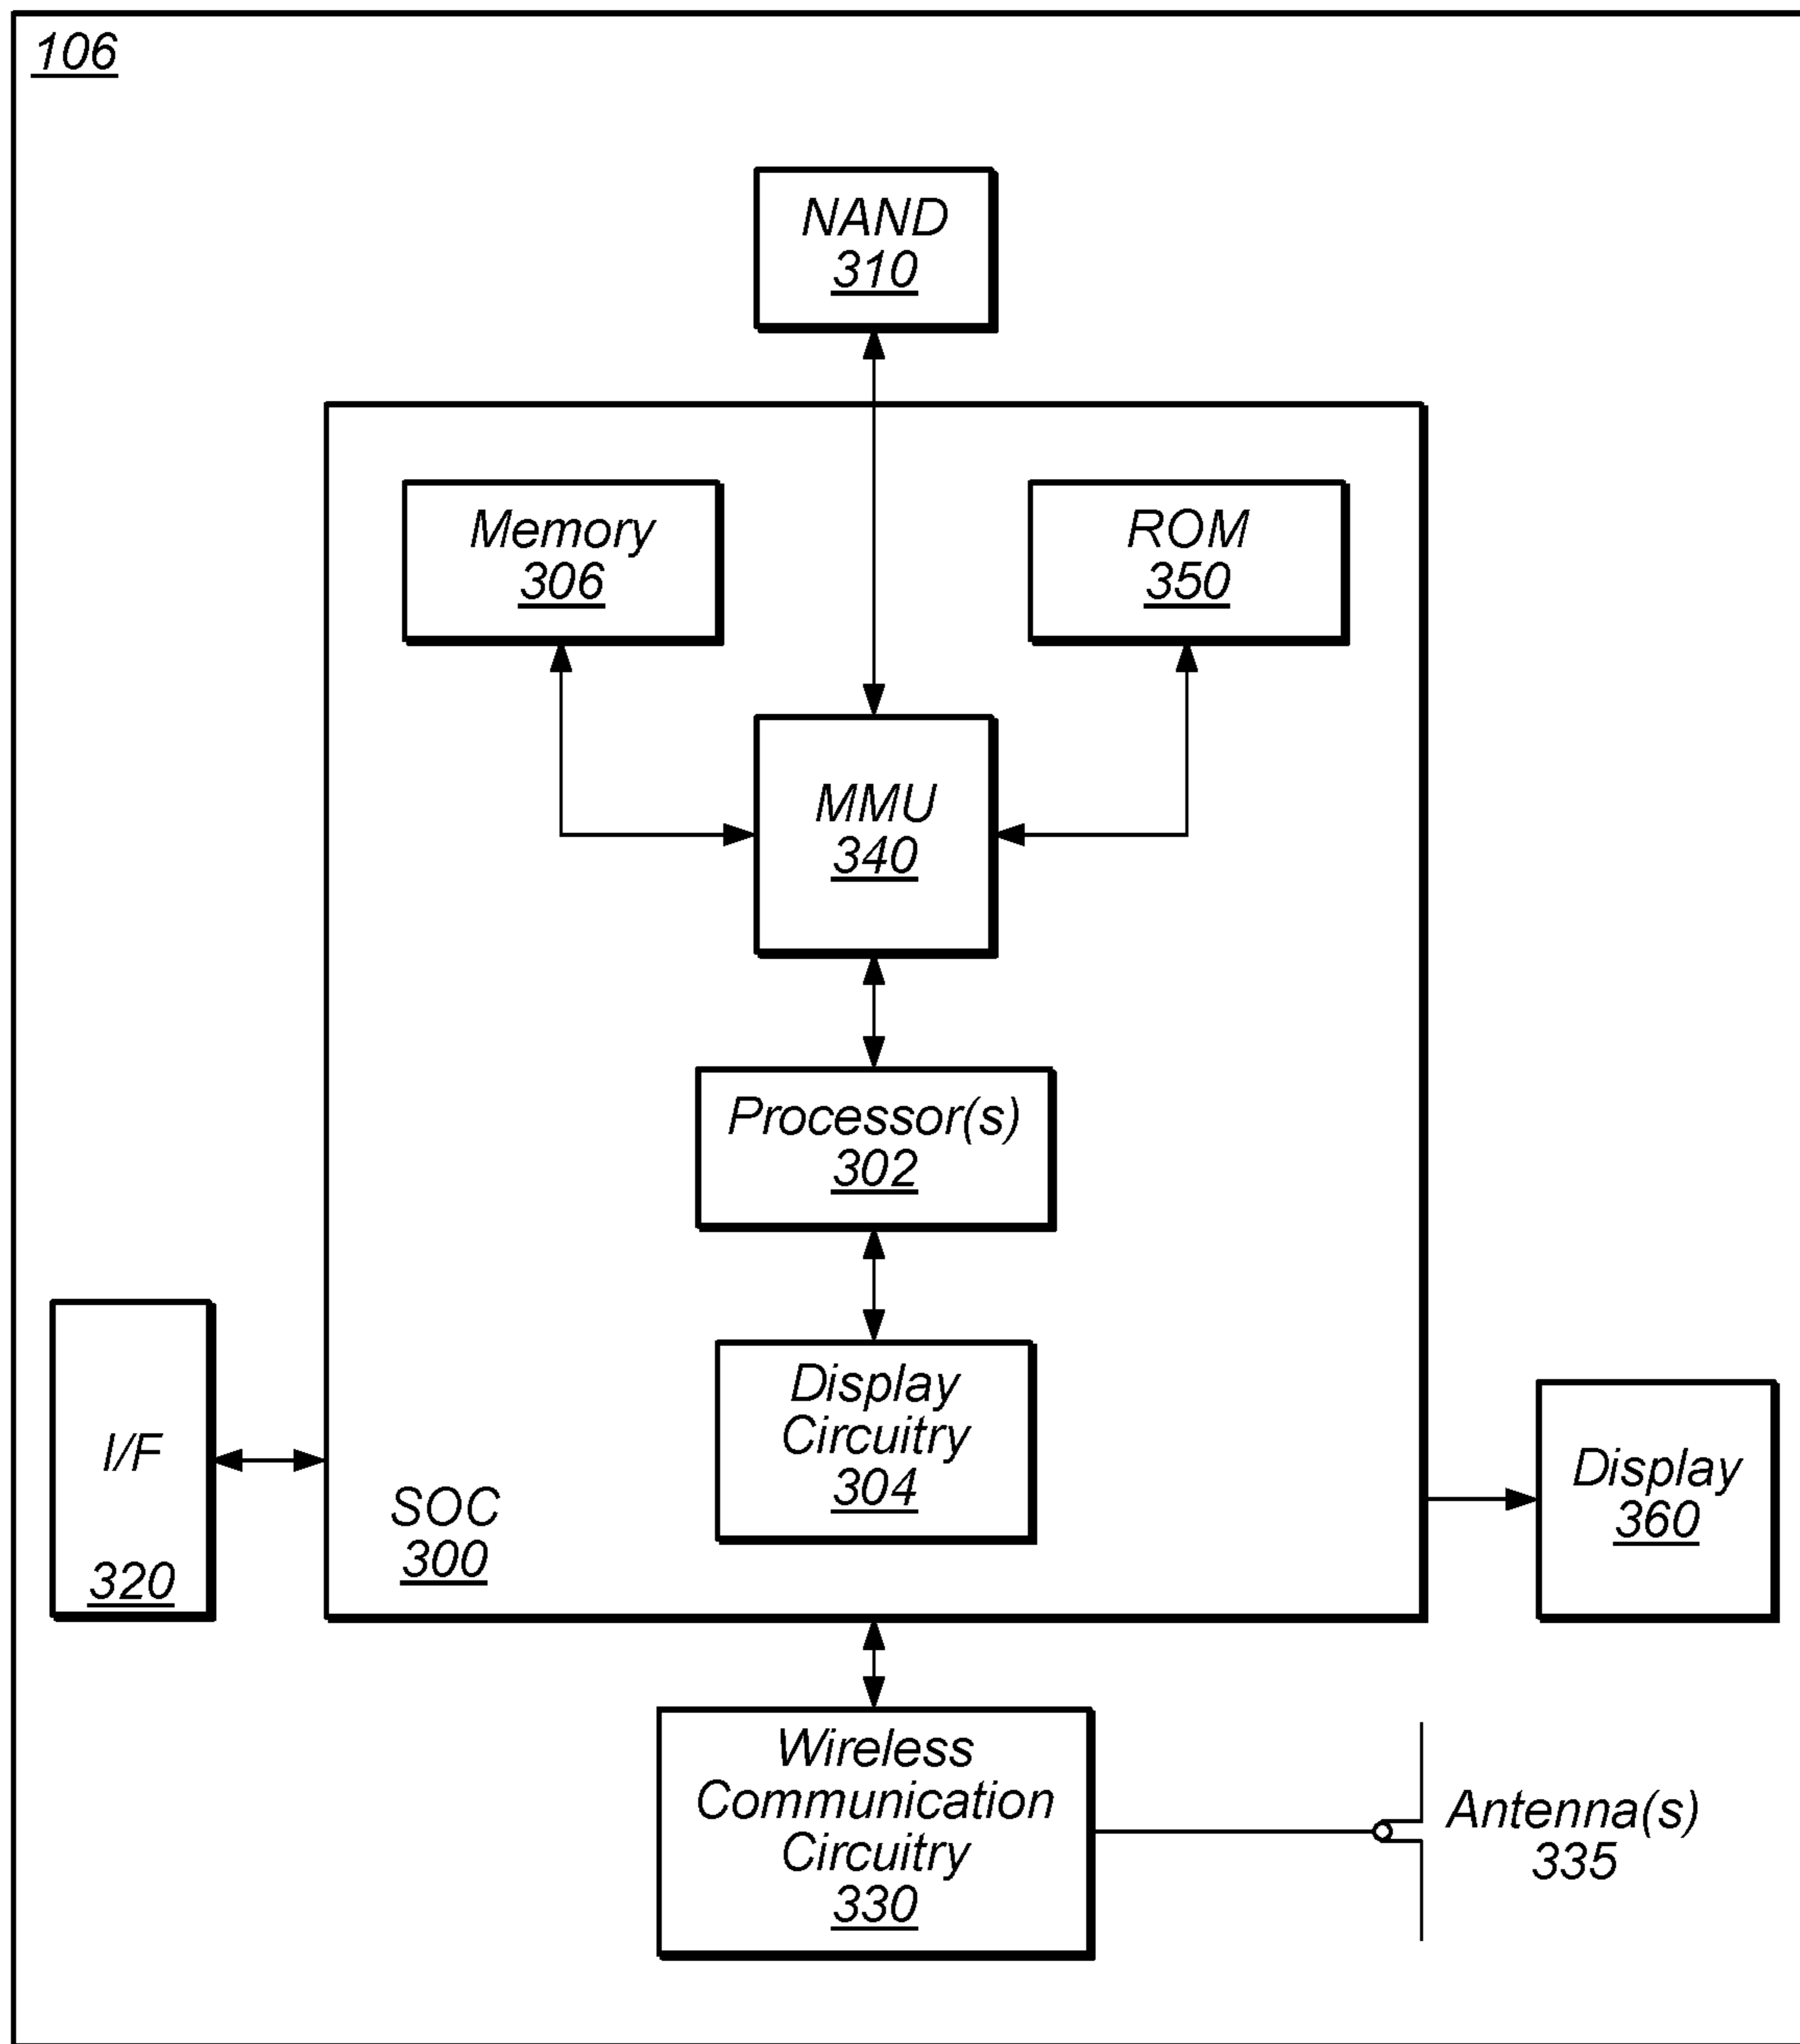 106
NAND
310
Memory
306
ROM
350
MMU
340
Processor(s)
302
Display
Circuitry
304
I/F
320
SOC
300
Display
360
Wireless
Communication
Circuitry
330
Antenna(s)
335